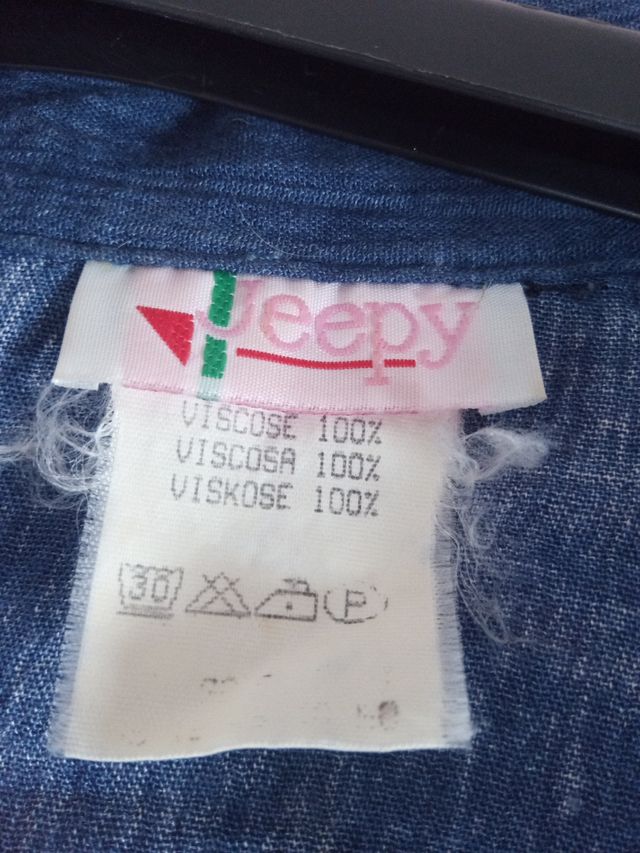 Jeepy
VISCOSE 100%
VISCOSA 100%
VISKOSE 100%
30 P